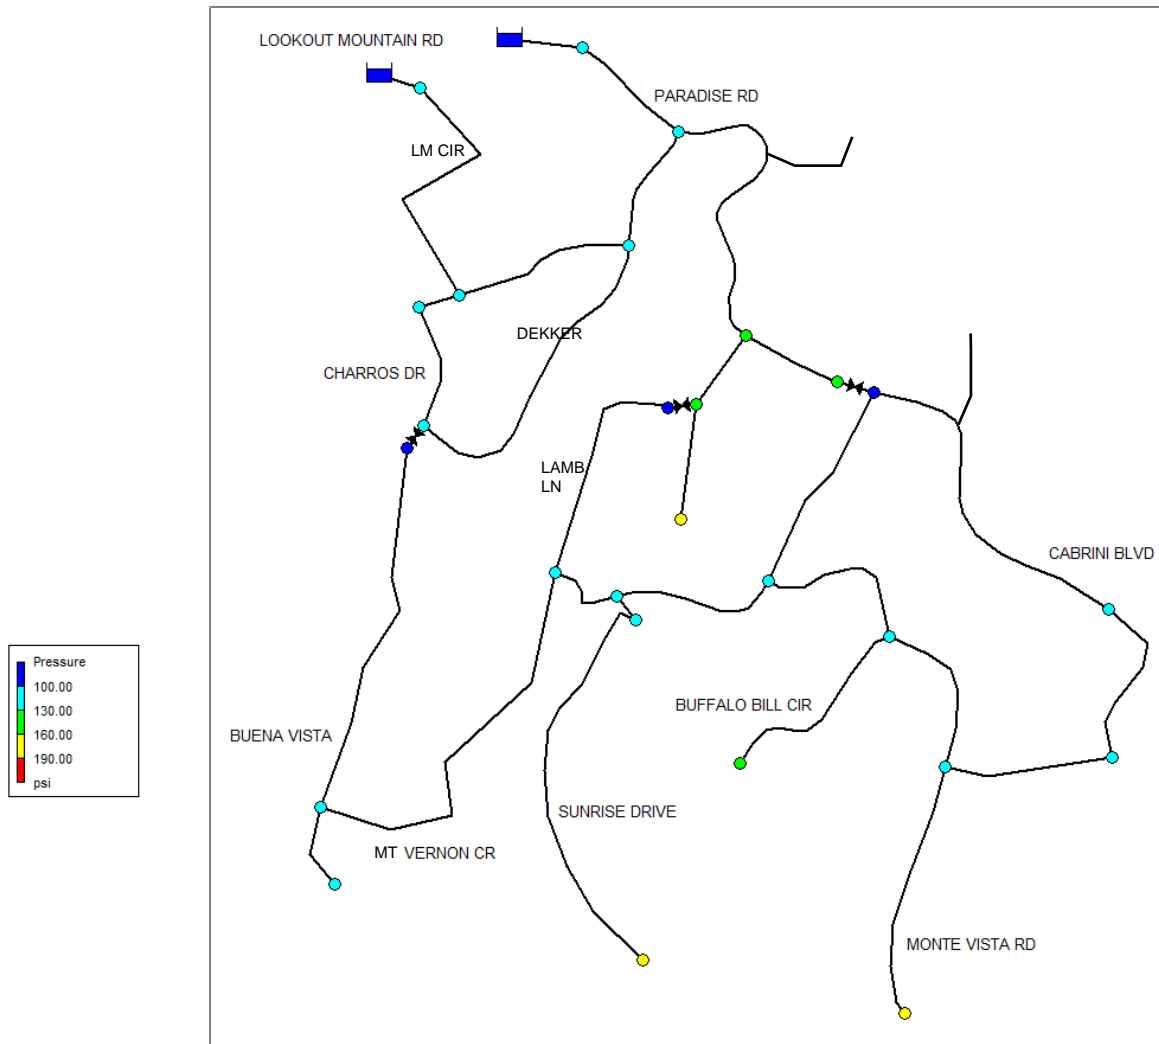 LOOKOUT MOUNTAIN RD
PARADISE RD
LM CIR
DEKKER
CHARROS DR
LAMB
LN
CABRINI BLVD
Pressure
100.00
130.00
160.00
190.00
psi
BUFFALO BILL CIR
BUENA VISTA
SUNRISE DRIVE
MT VERNON CR
MONTE VISTA RD